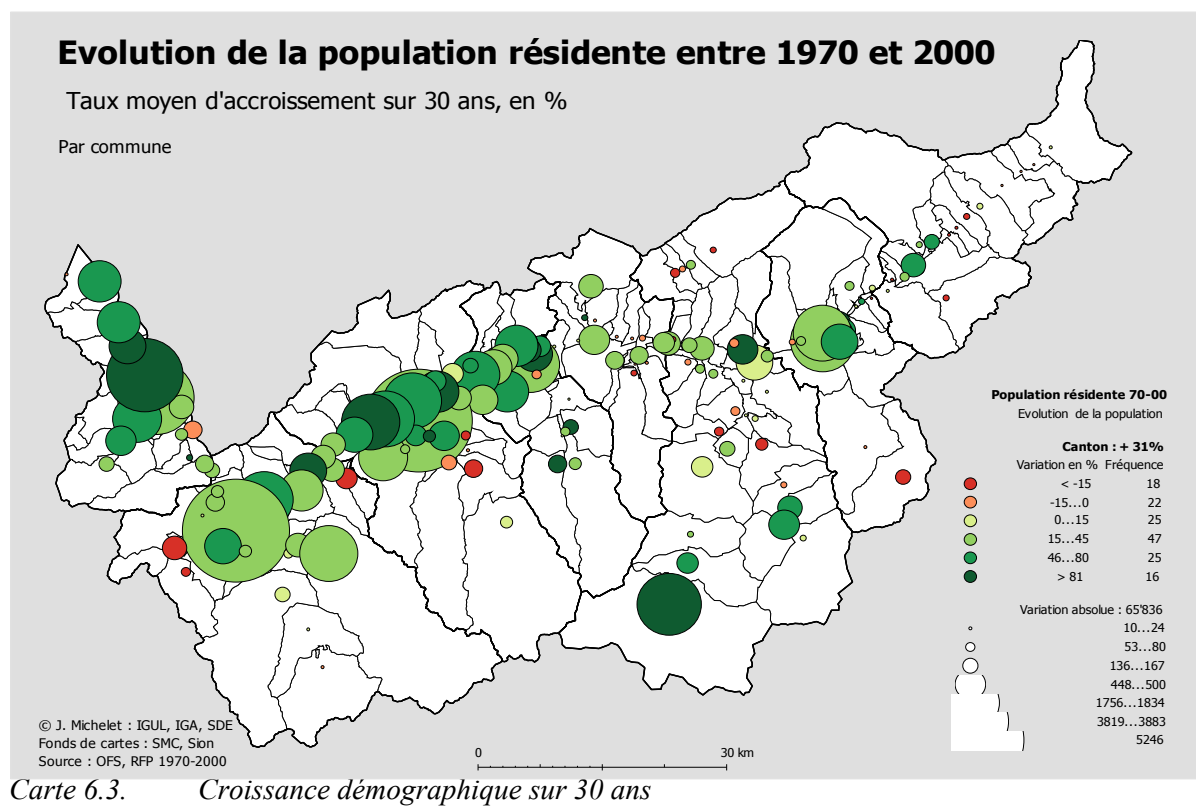 Evolution de la population résidente entre 1970 et 2000
Taux moyen d'accroissement sur 30 ans, en %
Par commune
Population résidente 70-00
Evolution de la population
Canton : + 31%
Variation en % Fréquence
< -15 18
-15...0 22
0...15 25
15...45 47
46...80 25
> 81 16
Variation absolue : 65'836
10...24
53...80
136...167
448...500
1756...1834
3819...3883
5246
© J. Michelet : IGUL, IGA, SDE
Fonds de cartes : SMC, Sion
Source : OFS, RFP 1970-2000
0 30 km
Carte 6.3. Croissance démographique sur 30 ans